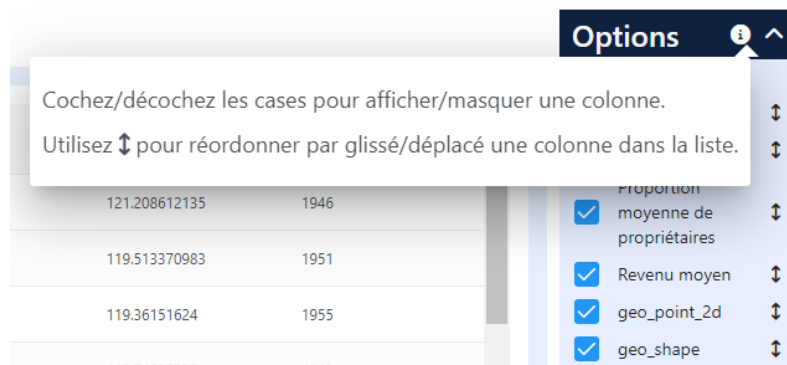 Options
Cochez/décochez les cases pour afficher/masquer une colonne.
Utilisez ↕ pour réordonner par glissé/déplacé une colonne dans la liste.
121.208612135 1946
119.513370983 1951
119.36151624 1955
Proportion
moyenne de
propriétaires
Revenu moyen
geo_point_2d
geo_shape